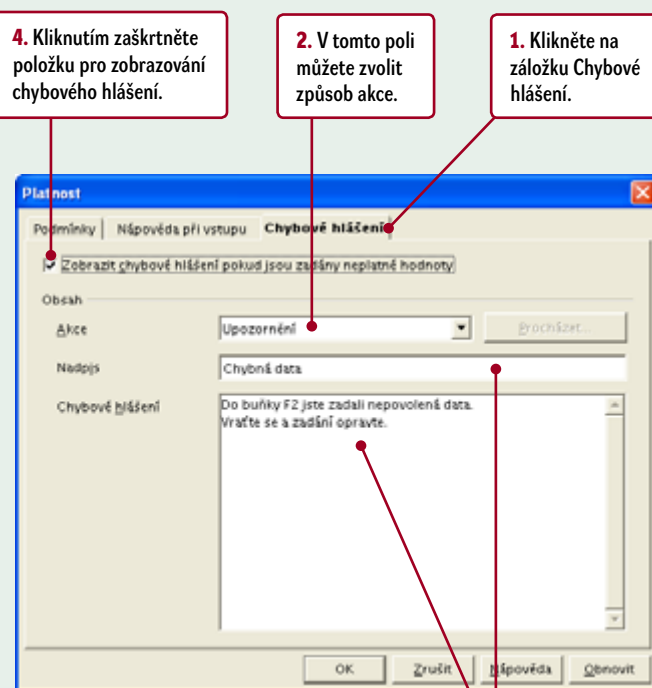 4. Kliknutím zaškrtněte
položku pro zobrazování
chybového hlášení.
2. V tomto poli
můžete zvolit
způsob akce.
1. Klikněte na
záložku Chybové
hlášení.
Platnost
Podmínky Nápověda při vstupu Chybové hlášení
Zobrazit chybové hlášení pokud jsou zadány neplatné hodnoty
Obsah
Akce Upozornění Procházet...
Nadpis Chybná data
Chybové hlášení Do buňky F2 jste zadali nepovolená data.
Vraťte se a zadání opravte.
OK Zrušit Nápověda Obnovit